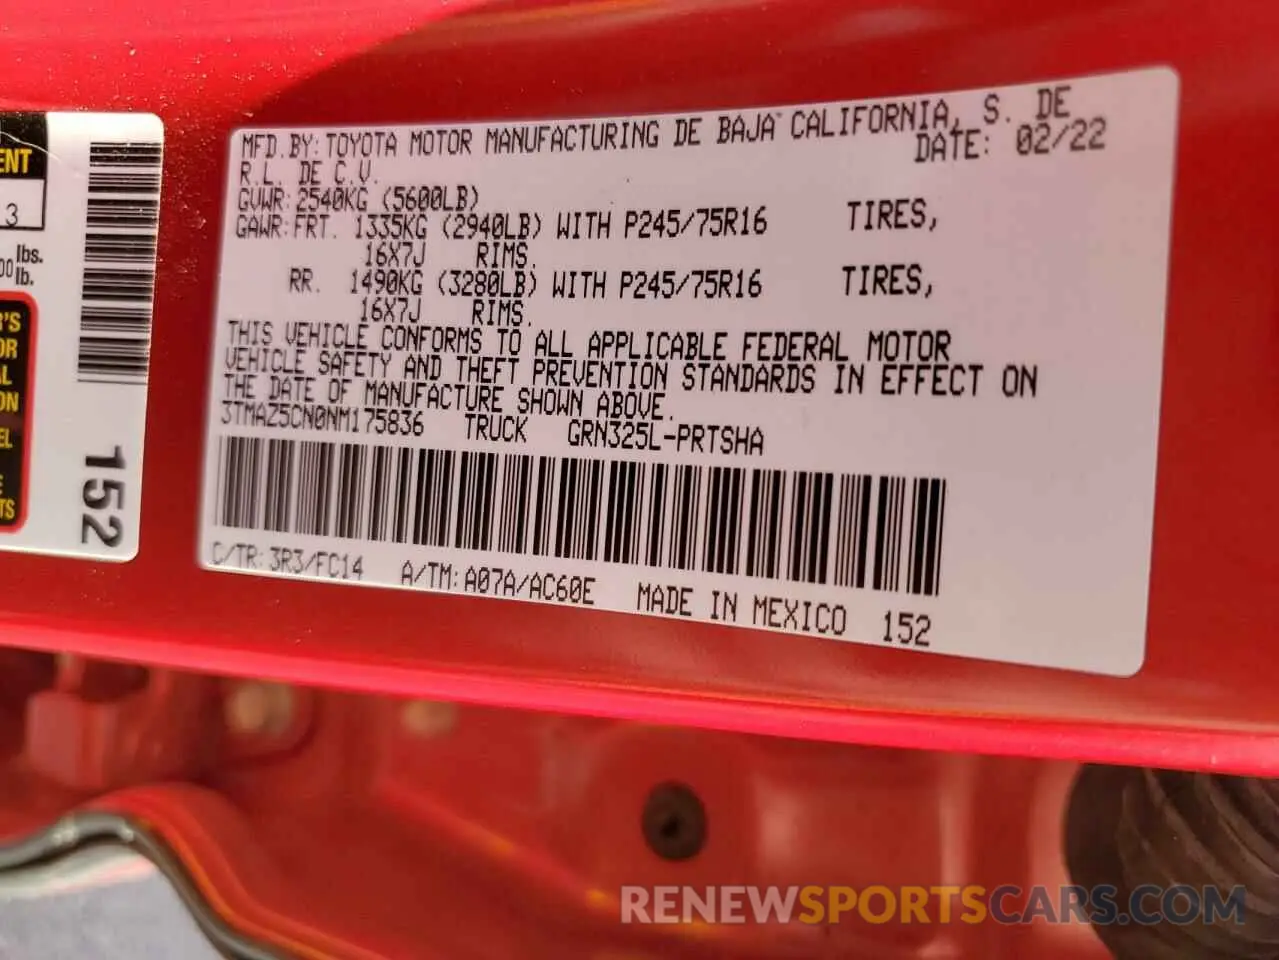 MFD.BY:TOYOTA MOTOR MANUFACTURING DE BAJA CALIFORNIA, S. DE
R.L. DE C.V. DATE: 02/22
GVWR:2540KG (5600LB)
GAWR:FRT. 1335KG (2940LB) WITH P245/75R16 TIRES,
16X7J RIMS.
RR. 1490KG (3280LB) WITH P245/75R16 TIRES,
16X7J RIMS.
THIS VEHICLE CONFORMS TO ALL APPLICABLE FEDERAL MOTOR
VEHICLE SAFETY AND THEFT PREVENTION STANDARDS IN EFFECT ON
THE DATE OF MANUFACTURE SHOWN ABOVE.
3TMAZ5CN0NM175836 TRUCK GRN325L-PRTSHA
C/TR:3R3/FC14 A/TM:A07A/AC60E MADE IN MEXICO 152
3
lbs.
lb.
152
RENEWSPORTSCARS.COM